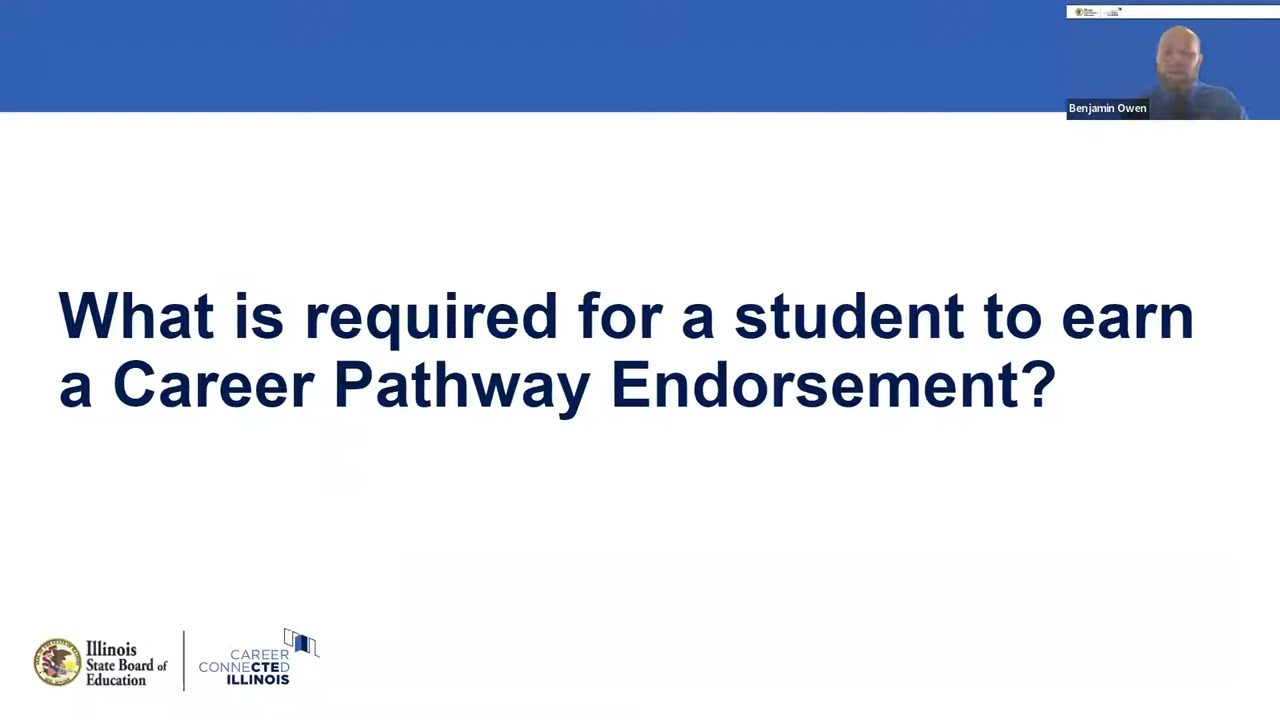 Benjamin Owen
What is required for a student to earn
a Career Pathway Endorsement?
Illinois
State Board of
Education
CAREER
CONNECTED
ILLINOIS